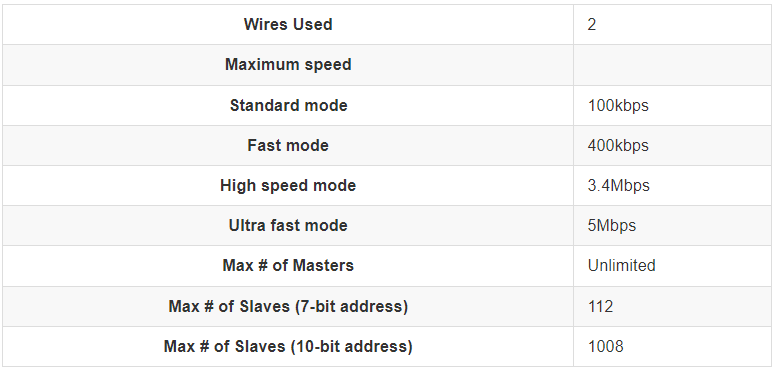 Wires Used 2
Maximum speed
Standard mode 100kbps
Fast mode 400kbps
High speed mode 3.4Mbps
Ultra fast mode 5Mbps
Max # of Masters Unlimited
Max # of Slaves (7-bit address) 112
Max # of Slaves (10-bit address) 1008